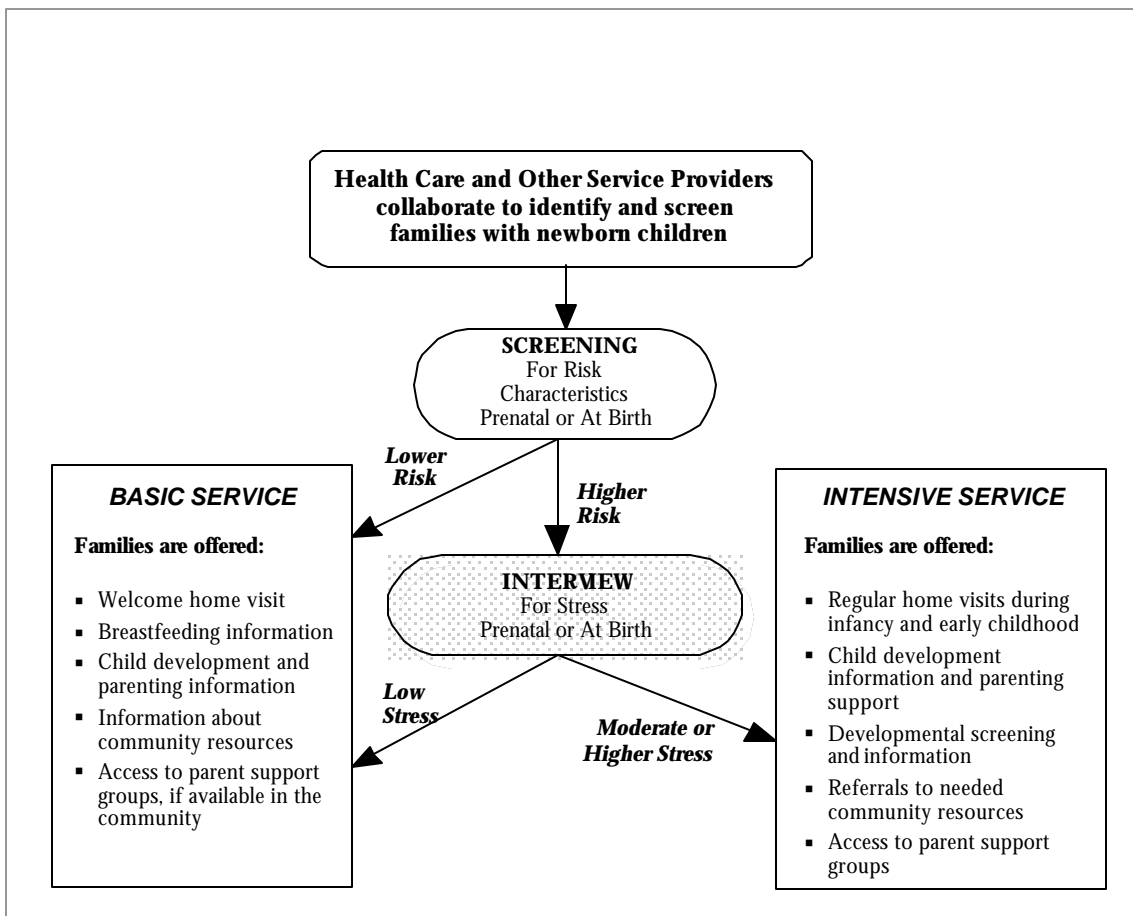 Health Care and Other Service Providers
collaborate to identify and screen
families with newborn children
SCREENING
For Risk
Characteristics
Prenatal or At Birth
Lower
Risk
Higher
Risk
BASIC SERVICE
Families are offered:
▪ Welcome home visit
▪ Breastfeeding information
▪ Child development and
parenting information
▪ Information about
community resources
▪ Access to parent support
groups, if available in the
community
INTERVIEW
For Stress
Prenatal or At Birth
Low
Stress
Moderate or
Higher Stress
INTENSIVE SERVICE
Families are offered:
▪ Regular home visits during
infancy and early childhood
▪ Child development
information and parenting
support
▪ Developmental screening
and information
▪ Referrals to needed
community resources
▪ Access to parent support
groups